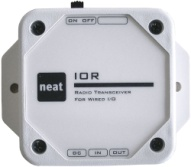 ON OFF
IOR
neat
RADIO TRANSCEIVER
FOR WIRED I/O
DC IN OUT